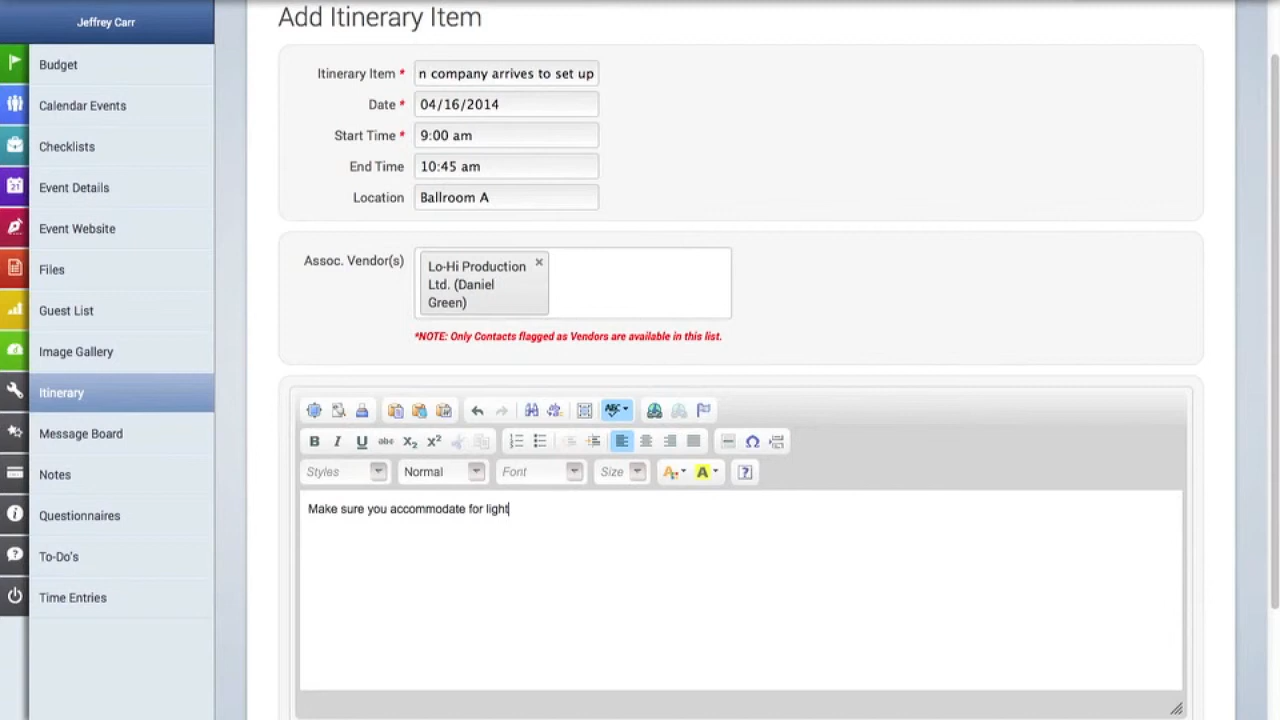 Jeffrey Carr
Budget
Calendar Events
Checklists
Event Details
Event Website
Files
Guest List
Image Gallery
Itinerary
Message Board
Notes
Questionnaires
To-Do's
Time Entries
Add Itinerary Item
Itinerary Item * n company arrives to set up
Date * 04/16/2014
Start Time * 9:00 am
End Time 10:45 am
Location Ballroom A
Assoc. Vendor(s)
Lo-Hi Production ×
Ltd. (Daniel
Green)
*NOTE: Only Contacts flagged as Vendors are available in this list.
ABC
B I U abc X₂ X²
Styles Normal Font Size A A ?
Make sure you accommodate for light